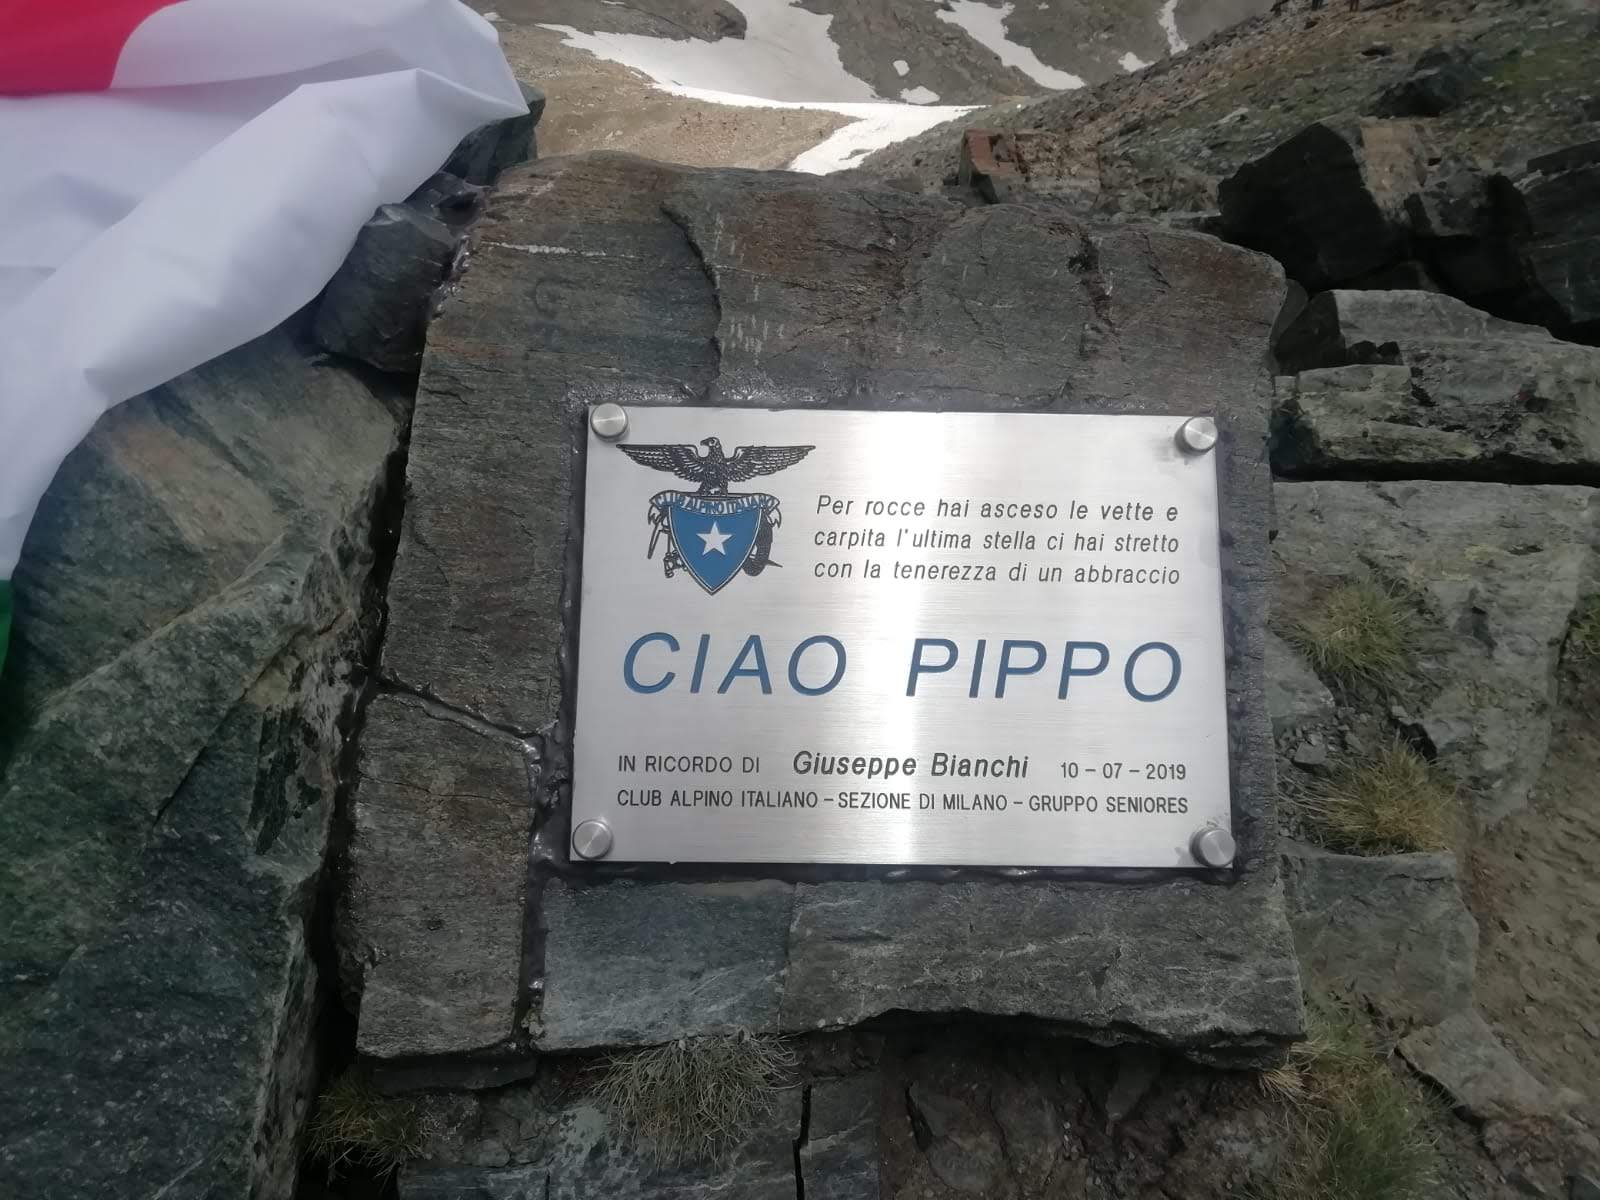 CLUB ALPINO ITALIANO
Per rocce hai asceso le vette e
carpita l'ultima stella ci hai stretto
con la tenerezza di un abbraccio
CIAO PIPPO
IN RICORDO DI Giuseppe Bianchi 10 - 07 - 2019
CLUB ALPINO ITALIANO - SEZIONE DI MILANO - GRUPPO SENIORES